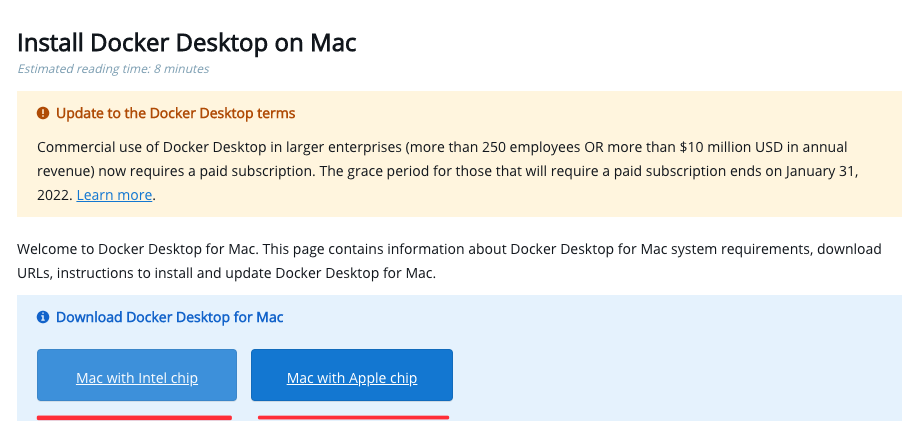 Install Docker Desktop on Mac
Estimated reading time: 8 minutes
Update to the Docker Desktop terms
Commercial use of Docker Desktop in larger enterprises (more than 250 employees OR more than $10 million USD in annual
revenue) now requires a paid subscription. The grace period for those that will require a paid subscription ends on January 31,
2022. Learn more.
Welcome to Docker Desktop for Mac. This page contains information about Docker Desktop for Mac system requirements, download
URLs, instructions to install and update Docker Desktop for Mac.
Download Docker Desktop for Mac
Mac with Intel chip Mac with Apple chip